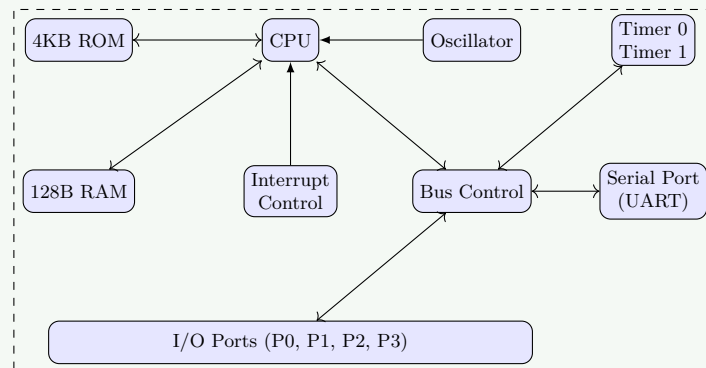 4KB ROM
CPU
Oscillator
Timer 0
Timer 1
128B RAM
Interrupt
Control
Bus Control
Serial Port
(UART)
I/O Ports (P0, P1, P2, P3)